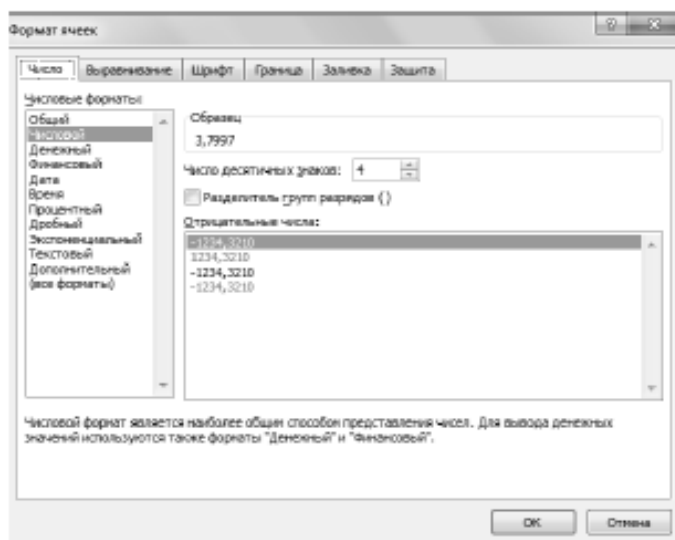 Формат ячеек
Число Выравнивание Шрифт Граница Заливка Защита
Числовые форматы:
Общий
Числовой
Денежный
Финансовый
Дата
Время
Процентный
Дробный
Экспоненциальный
Текстовый
Дополнительный
(все форматы)
Образец
3,7997
Число десятичных знаков: 4
Разделитель групп разрядов ()
Отрицательные числа:
-1234,3210
1234,3210
-1234,3210
-1234,3210
Числовой формат является наиболее общим способом представления чисел. Для вывода денежных
значений используются также форматы "Денежный" и "Финансовый".
OK Отмена